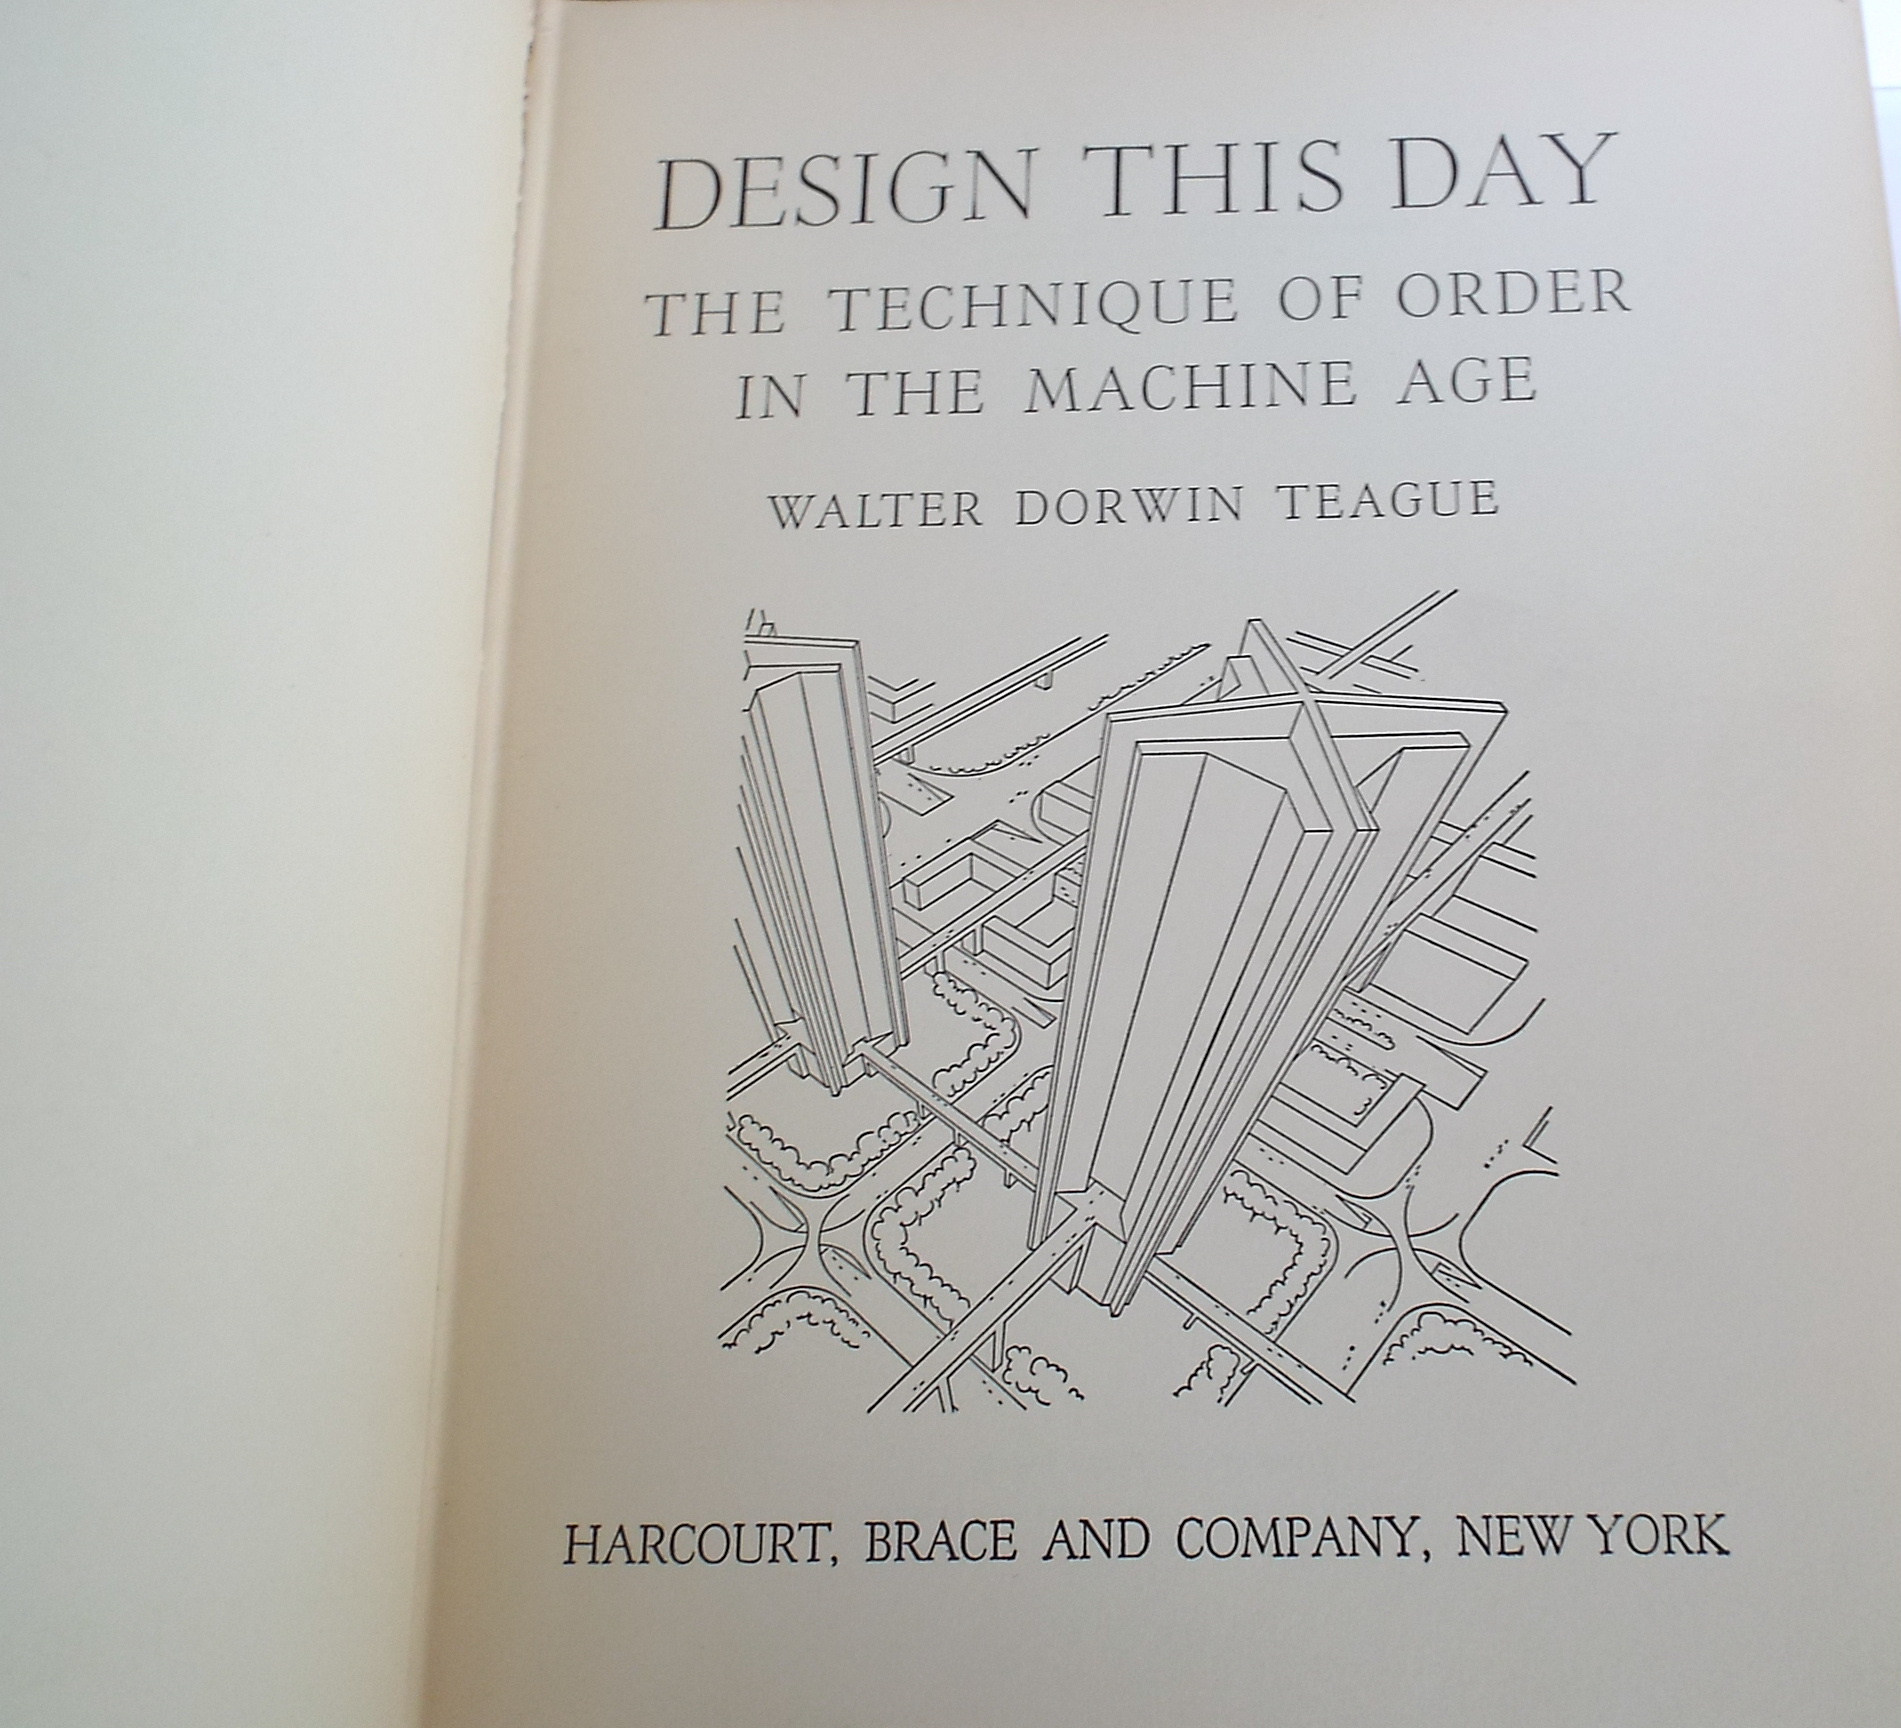 DESIGN THIS DAY
THE TECHNIQUE OF ORDER
IN THE MACHINE AGE
WALTER DORWIN TEAGUE
HARCOURT, BRACE AND COMPANY, NEW YORK